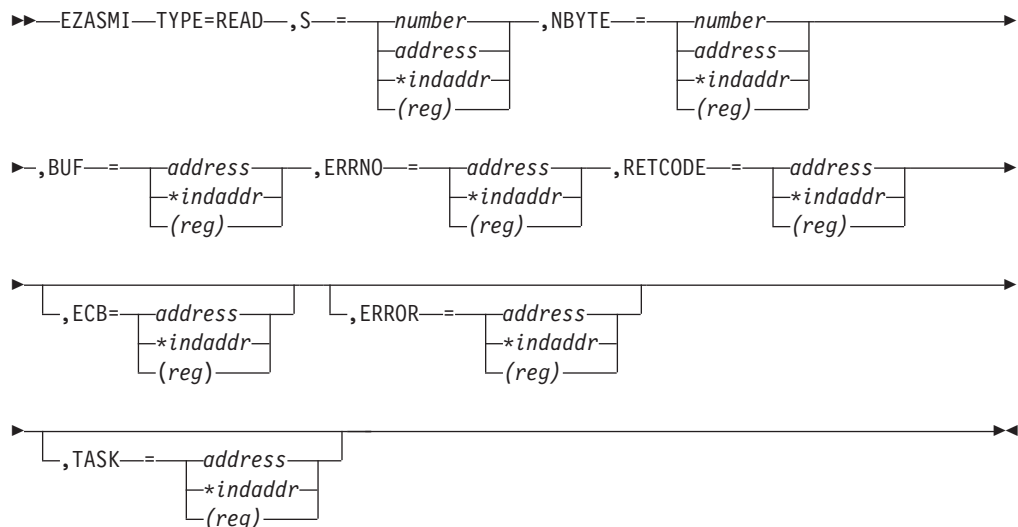 EZASMI TYPE=READ ,S = number ,NBYTE = number
address address
*indaddr *indaddr
(reg) (reg)
,BUF = address ,ERRNO = address ,RETCODE = address
*indaddr *indaddr *indaddr
(reg) (reg) (reg)
,ECB= address ,ERROR = address
*indaddr *indaddr
(reg) (reg)
,TASK = address
*indaddr
(reg)